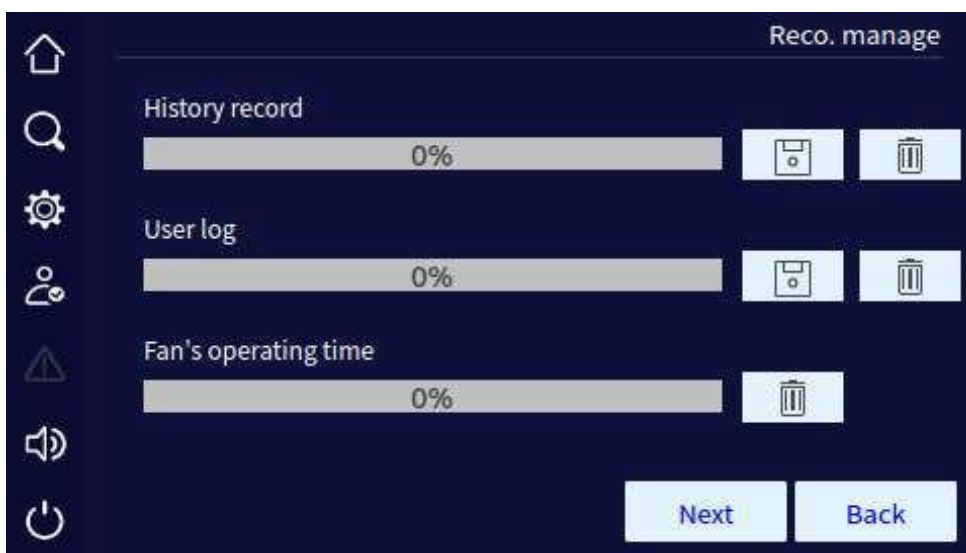 Reco. manage
History record
0%
User log
0%
Fan's operating time
0%
Next
Back